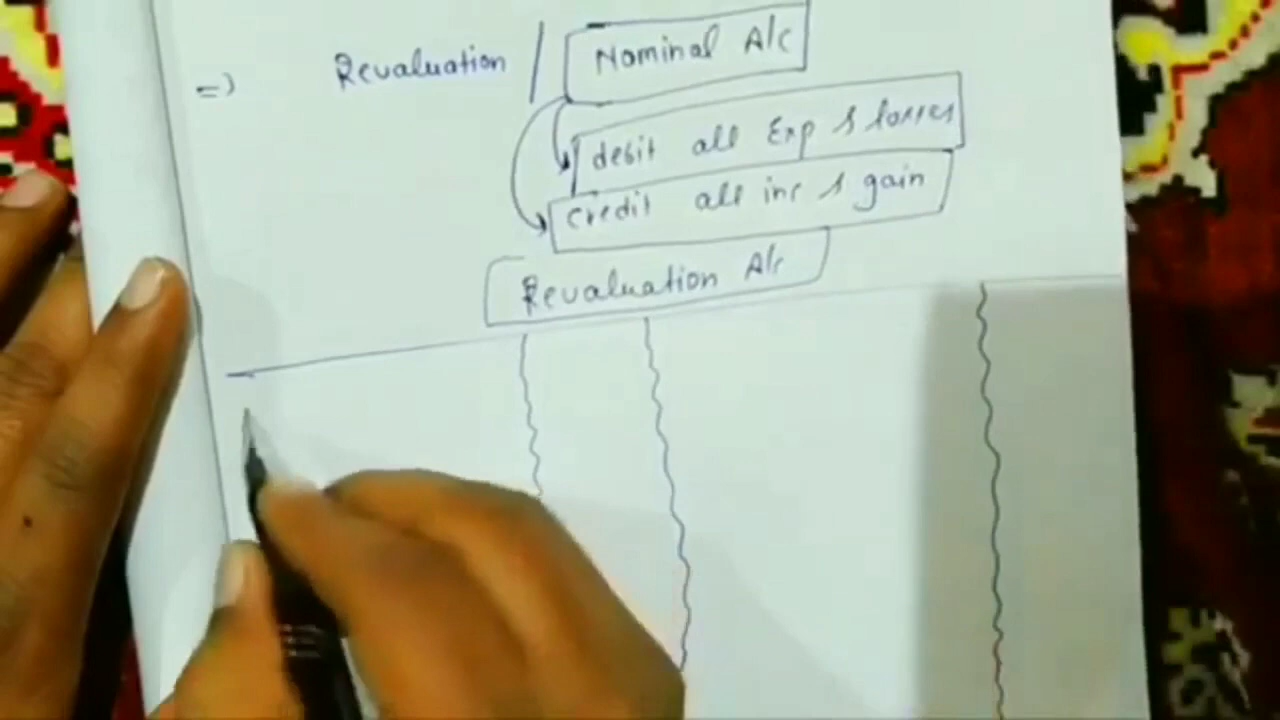 => Revaluation / Nominal A/c
debit all Exp & losses
credit all inc & gain
Revaluation A/c